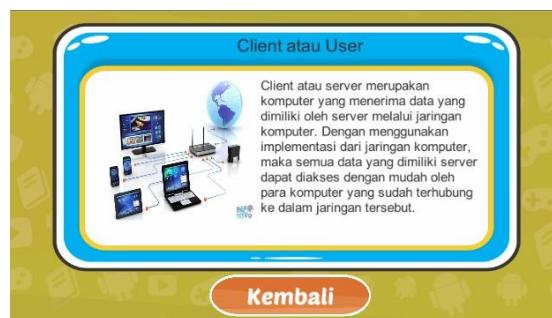 Client atau User
Client atau server merupakan
komputer yang menerima data yang
dimiliki oleh server melalui jaringan
komputer. Dengan menggunakan
implementasi dari jaringan komputer,
maka semua data yang dimiliki server
dapat diakses dengan mudah oleh
para komputer yang sudah terhubung
ke dalam jaringan tersebut.
Kembali